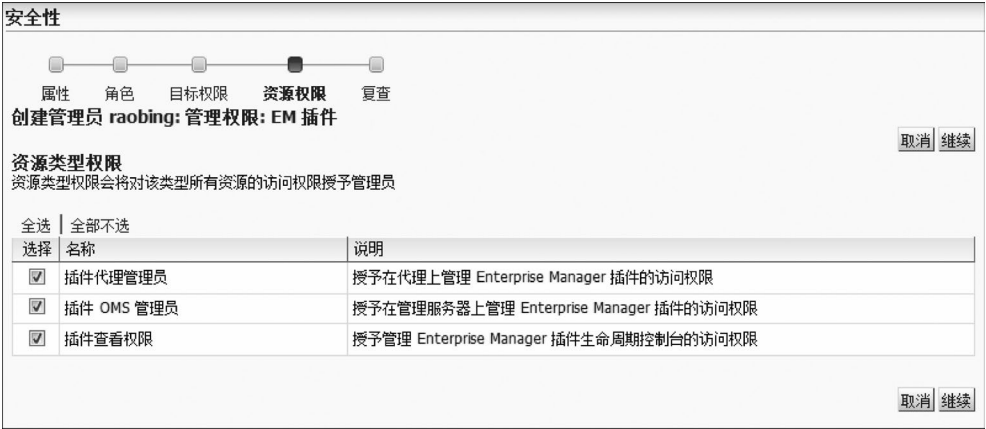 安全性
属性 角色 目标权限 资源权限 复查
创建管理员 raobing: 管理权限: EM 插件
取消 继续
资源类型权限
资源类型权限会将对该类型所有资源的访问权限授予管理员
全选 | 全部不选
选择 名称 说明
插件代理管理员 授予在代理上管理 Enterprise Manager 插件的访问权限
插件 OMS 管理员 授予在管理服务器上管理 Enterprise Manager 插件的访问权限
插件查看权限 授予管理 Enterprise Manager 插件生命周期控制台的访问权限
取消 继续